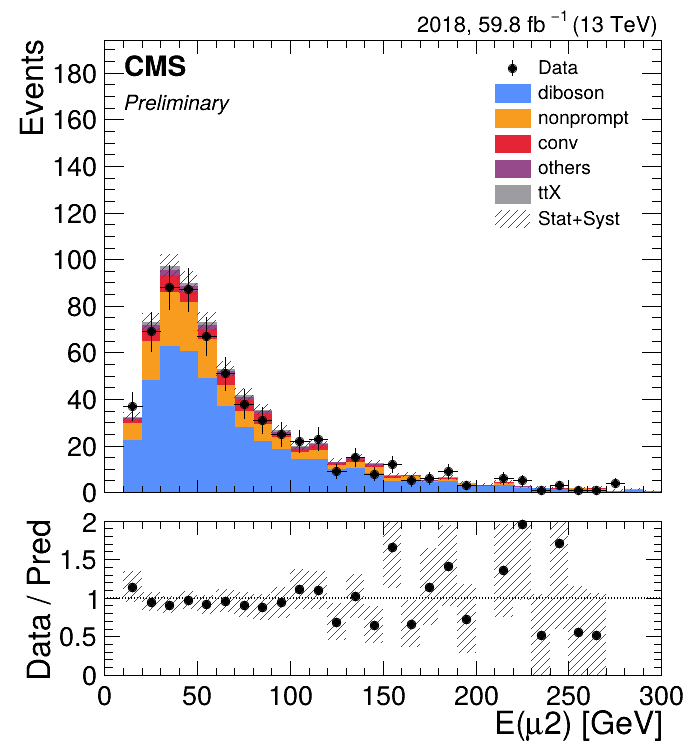 2018, 59.8 fb⁻¹ (13 TeV)
CMS
Preliminary
Events
180
160
140
120
100
80
60
40
20
0
Data
diboson
nonprompt
conv
others
ttX
Stat+Syst
Data / Pred
2
1.5
1
0.5
0
0 50 100 150 200 250 300
E(μ2) [GeV]